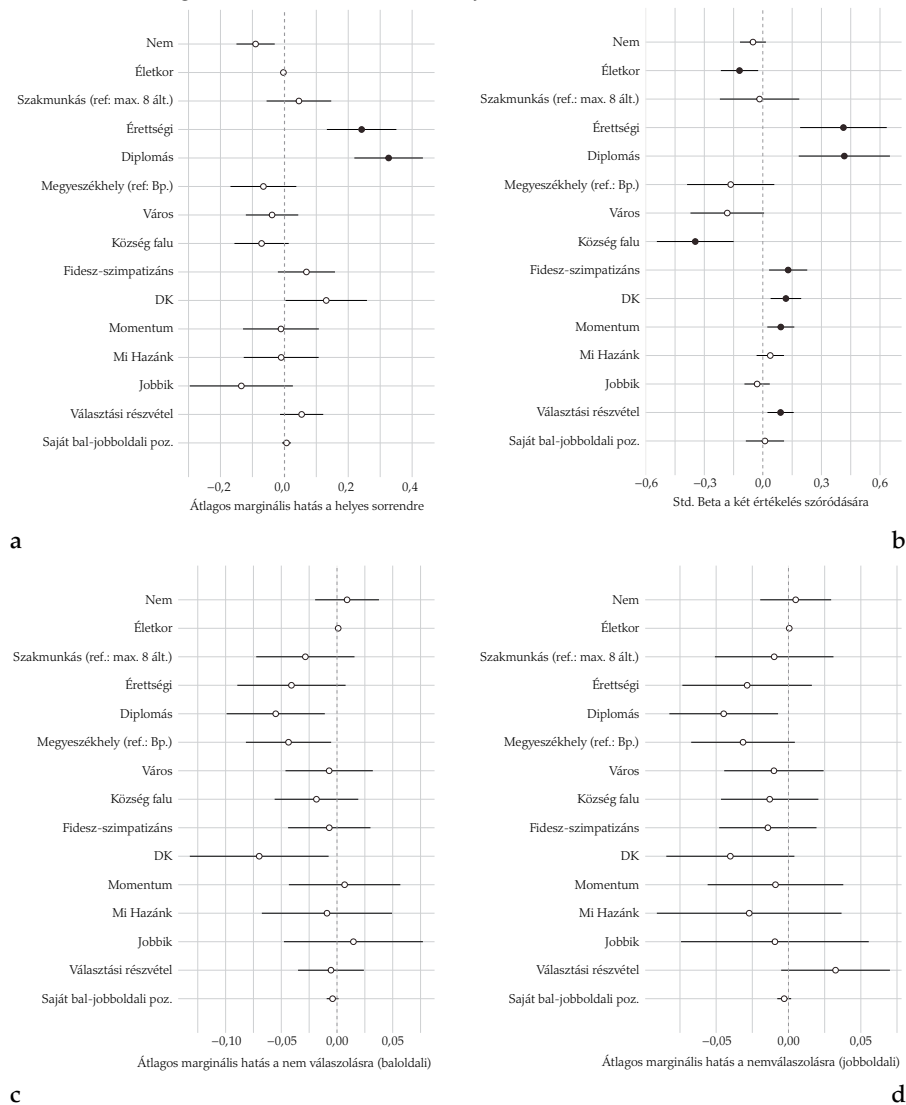 Nem
Életkor
Szakmunkás (ref: max. 8 ált.)
Érettségi
Diplomás
Megyeszékhely (ref: Bp.)
Város
Község falu
Fidesz-szimpatizáns
DK
Momentum
Mi Hazánk
Jobbik
Választási részvétel
Saját bal-jobboldali poz.
−0,2 0,0 0,2 0,4
Átlagos marginális hatás a helyes sorrendre
a
Nem
Életkor
Szakmunkás (ref.: max. 8 ált.)
Érettségi
Diplomás
Megyeszékhely (ref.: Bp.)
Város
Község falu
Fidesz-szimpatizáns
DK
Momentum
Mi Hazánk
Jobbik
Választási részvétel
Saját bal-jobboldali poz.
−0,6 −0,3 0,0 0,3 0,6
Std. Beta a két értékelés szóródására
b
Nem
Életkor
Szakmunkás (ref.: max. 8 ált.)
Érettségi
Diplomás
Megyeszékhely (ref.: Bp.)
Város
Község falu
Fidesz-szimpatizáns
DK
Momentum
Mi Hazánk
Jobbik
Választási részvétel
Saját bal-jobboldali poz.
−0,10 −0,05 0,00 0,05
Átlagos marginális hatás a nem válaszolásra (baloldali)
c
Nem
Életkor
Szakmunkás (ref.: max. 8 ált.)
Érettségi
Diplomás
Megyeszékhely (ref.: Bp.)
Város
Község falu
Fidesz-szimpatizáns
DK
Momentum
Mi Hazánk
Jobbik
Választási részvétel
Saját bal-jobboldali poz.
−0,05 0,00 0,05
Átlagos marginális hatás a nemválaszolásra (jobboldali)
d